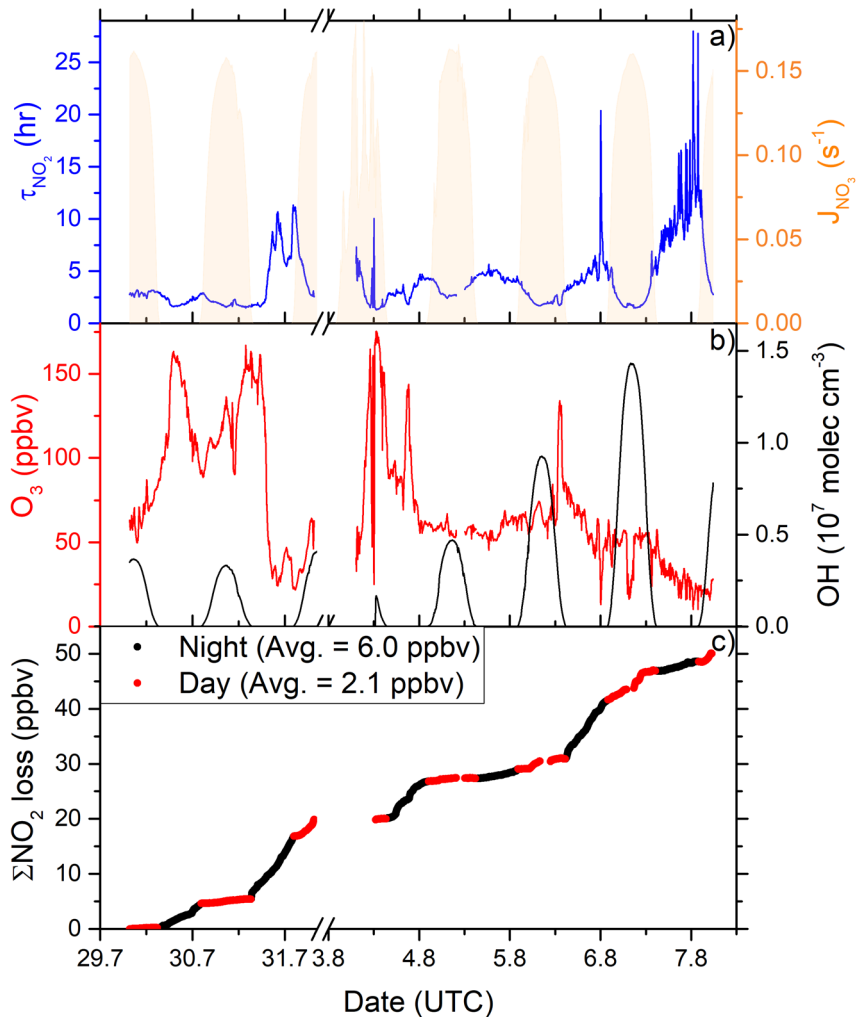 a)
τNO2 (hr)
25
20
15
10
5
0
JNO3 (s-1)
0.15
0.10
0.05
0.00
b)
O3 (ppbv)
150
100
50
0
OH (10^7 molec cm-3)
1.5
1.0
0.5
0.0
c)
Night (Avg. = 6.0 ppbv)
Day (Avg. = 2.1 ppbv)
ΣNO2 loss (ppbv)
50
40
30
20
10
0
29.7 30.7 31.7 3.8 4.8 5.8 6.8 7.8
Date (UTC)